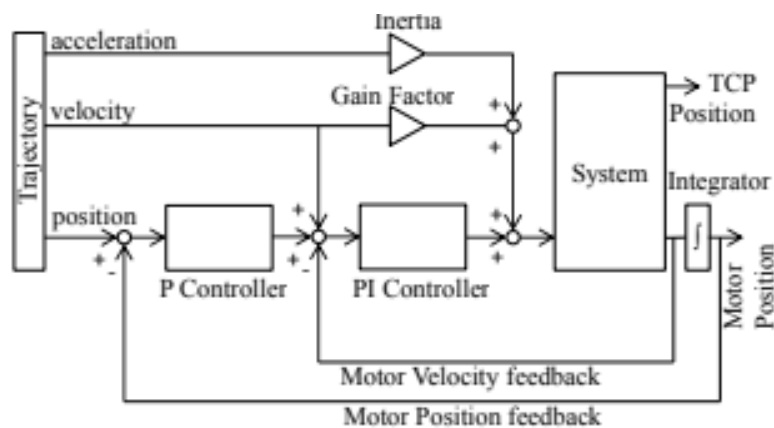 Inertia
acceleration
Gain Factor
velocity
Trajectory
position
P Controller
PI Controller
System
TCP
Position
Integrator
∫
Motor
Position
+
+
+
-
+
-
+
+
Motor Velocity feedback
Motor Position feedback